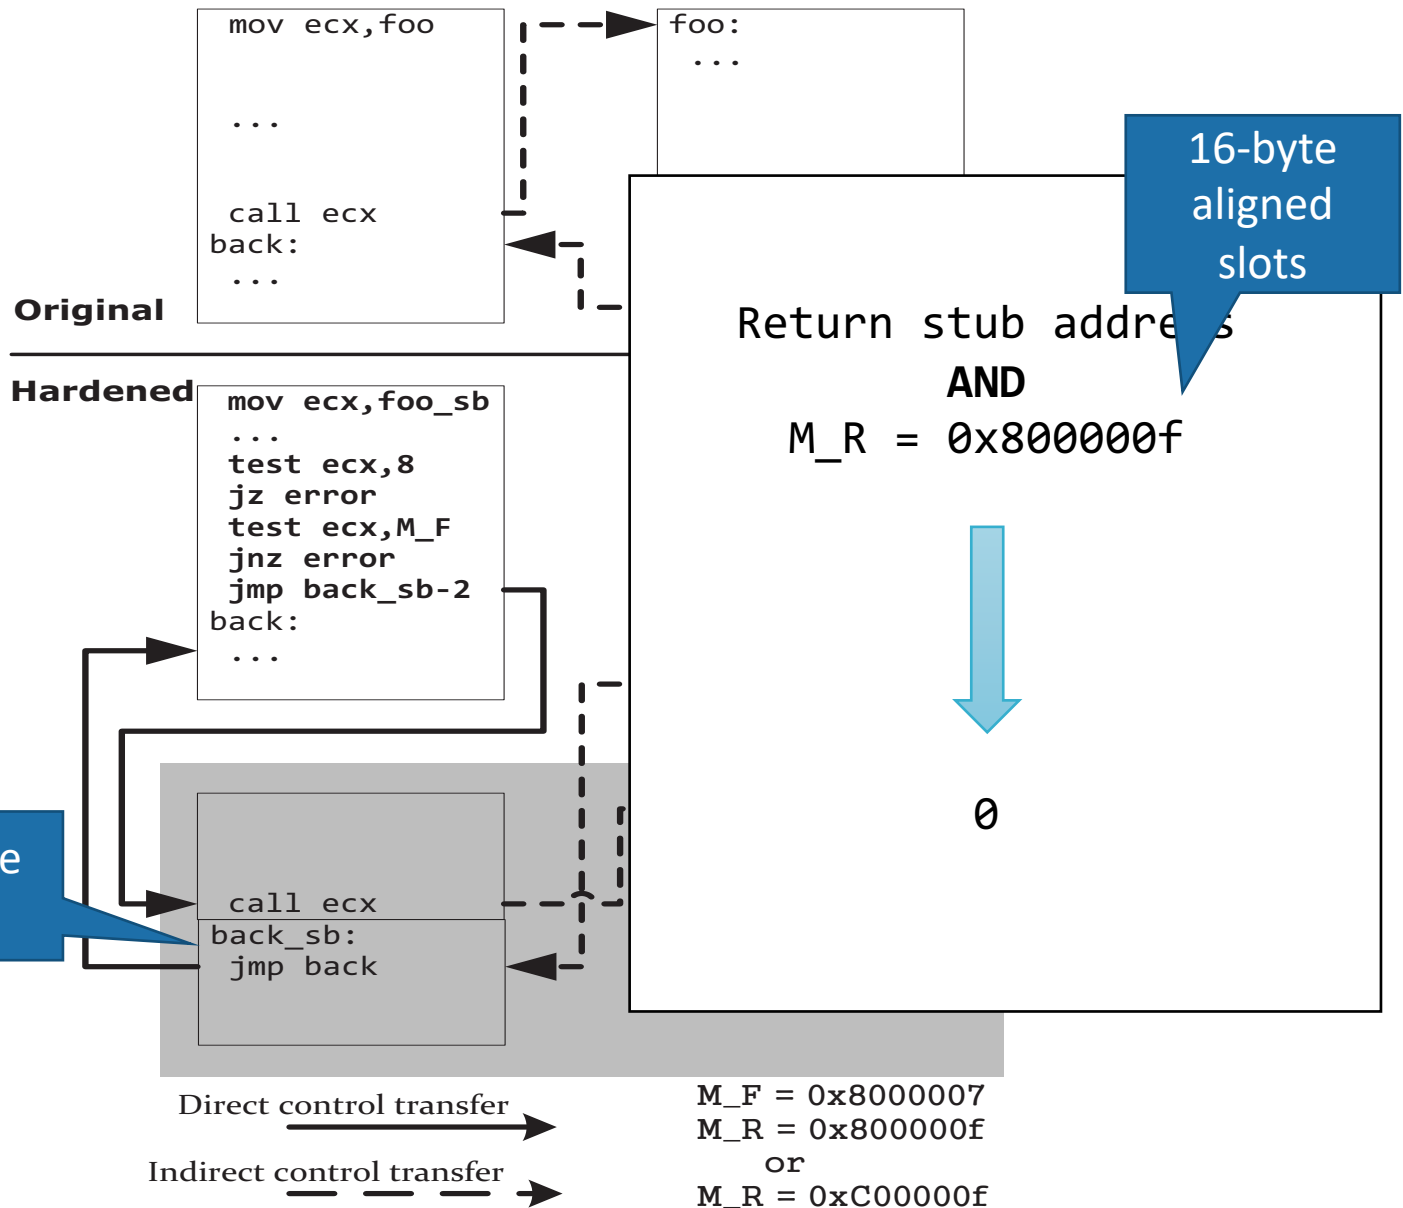 mov ecx,foo
...
call ecx
back:
...
foo:
...
16-byte
aligned
slots
Original
Hardened
mov ecx,foo_sb
...
test ecx,8
jz error
test ecx,M_F
jnz error
jmp back_sb-2
back:
...
Return stub address
AND
M_R = 0x800000f
0
e
call ecx
back_sb:
jmp back
Direct control transfer
Indirect control transfer
M_F = 0x8000007
M_R = 0x800000f
or
M_R = 0xC00000f